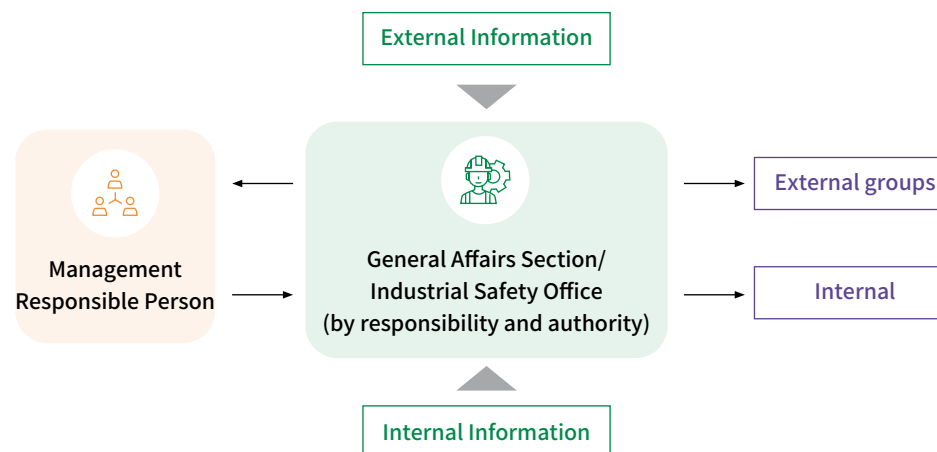 External Information
Management
Responsible Person
General Affairs Section/
Industrial Safety Office
(by responsibility and authority)
External groups
Internal
Internal Information